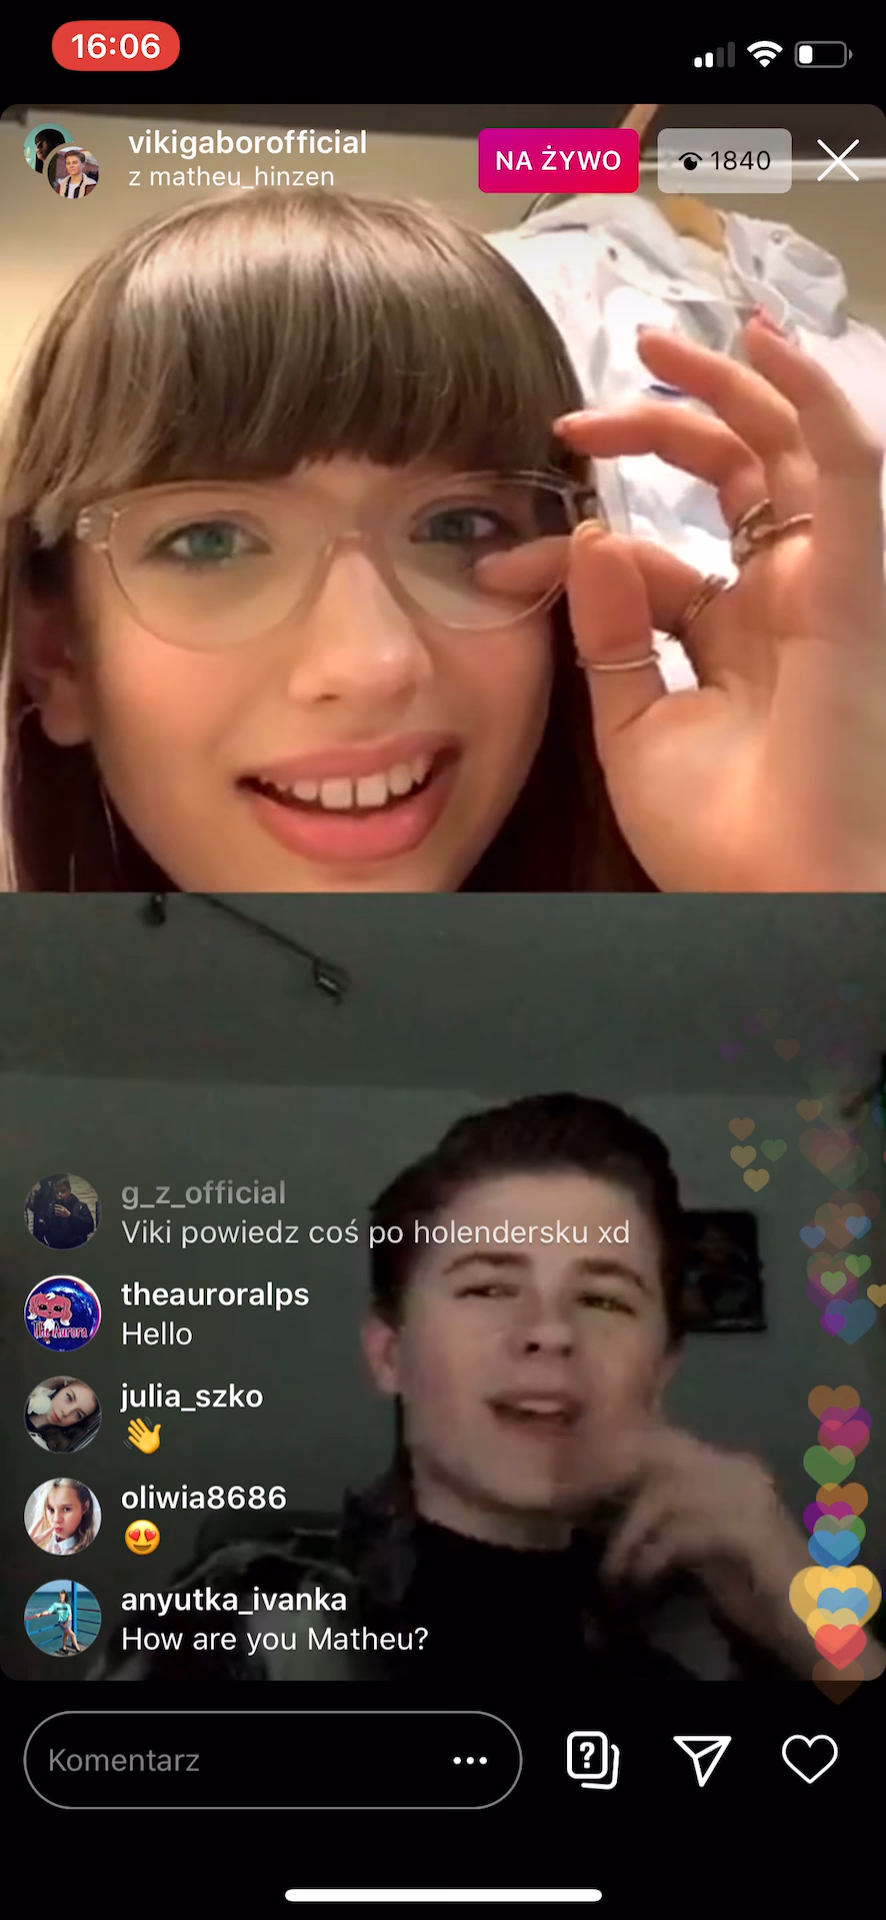 16:06
vikigaborofficial
z matheu_hinzen
NA ŻYWO
1840
g_z_official
Viki powiedz coś po holendersku xd
theauroralps
Hello
julia_szko
👋
oliwia8686
😍
anyutka_ivanka
How are you Matheu?
Komentarz